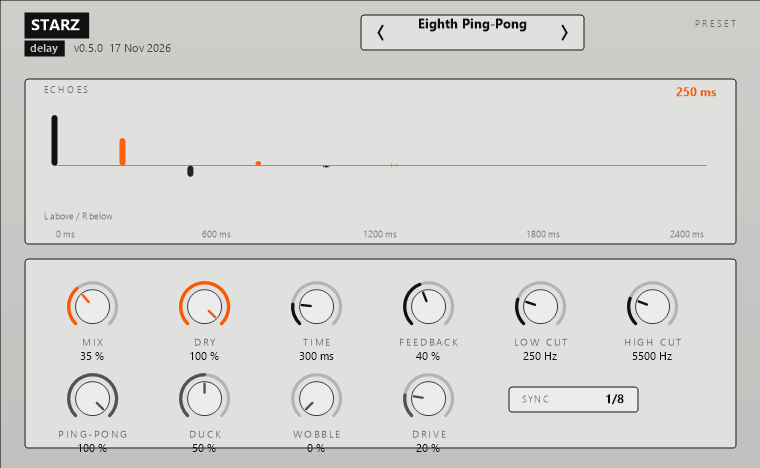 STARZ
delay v0.5.0 17 Nov 2026
Eighth Ping-Pong
PRESET
ECHOES
250 ms
L above / R below
0 ms 600 ms 1200 ms 1800 ms 2400 ms
MIX DRY TIME FEEDBACK LOW CUT HIGH CUT
35 % 100 % 300 ms 40 % 250 Hz 5500 Hz
SYNC 1/8
PING-PONG DUCK WOBBLE DRIVE
100 % 50 % 0 % 20 %